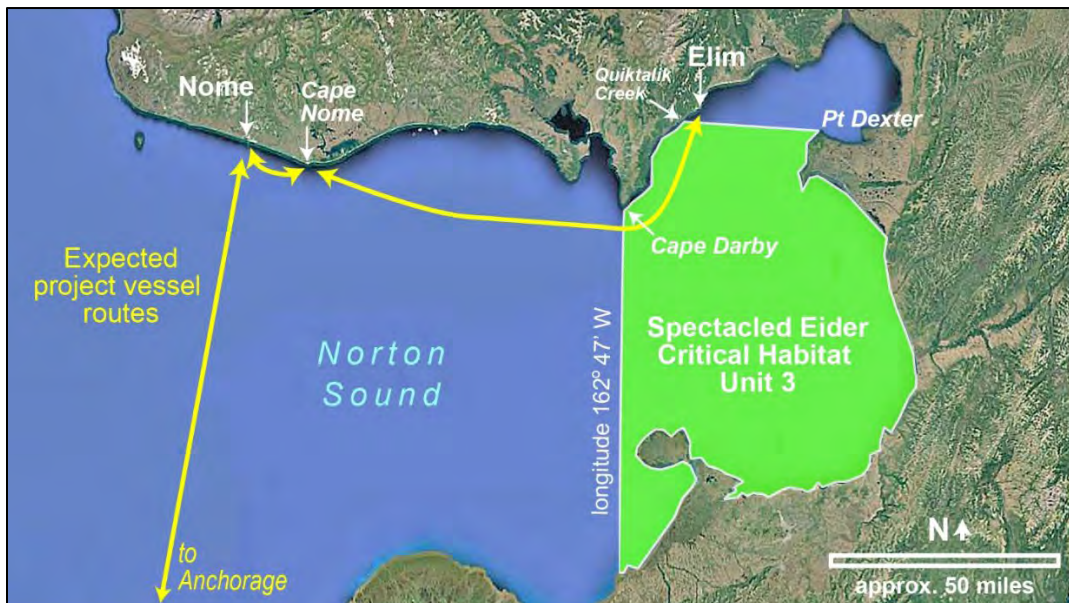 Nome
Cape
Nome
Quiktalik
Creek
Elim
Pt Dexter
Cape Darby
Expected
project vessel
routes
Norton
Sound
longitude 162° 47' W
Spectacled Eider
Critical Habitat
Unit 3
to
Anchorage
N
approx. 50 miles